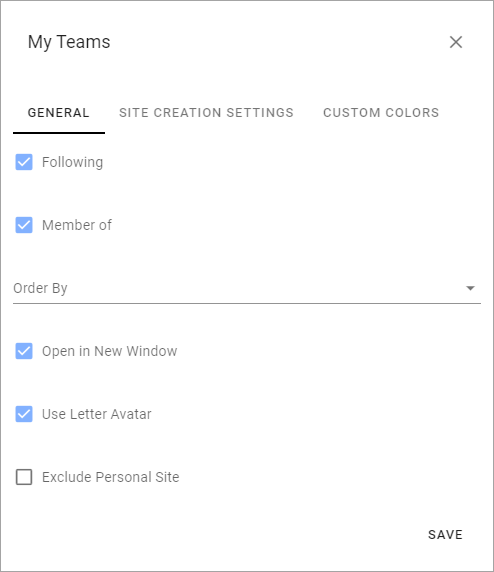 My Teams
GENERAL SITE CREATION SETTINGS CUSTOM COLORS
Following
Member of
Order By
Open in New Window
Use Letter Avatar
Exclude Personal Site
SAVE